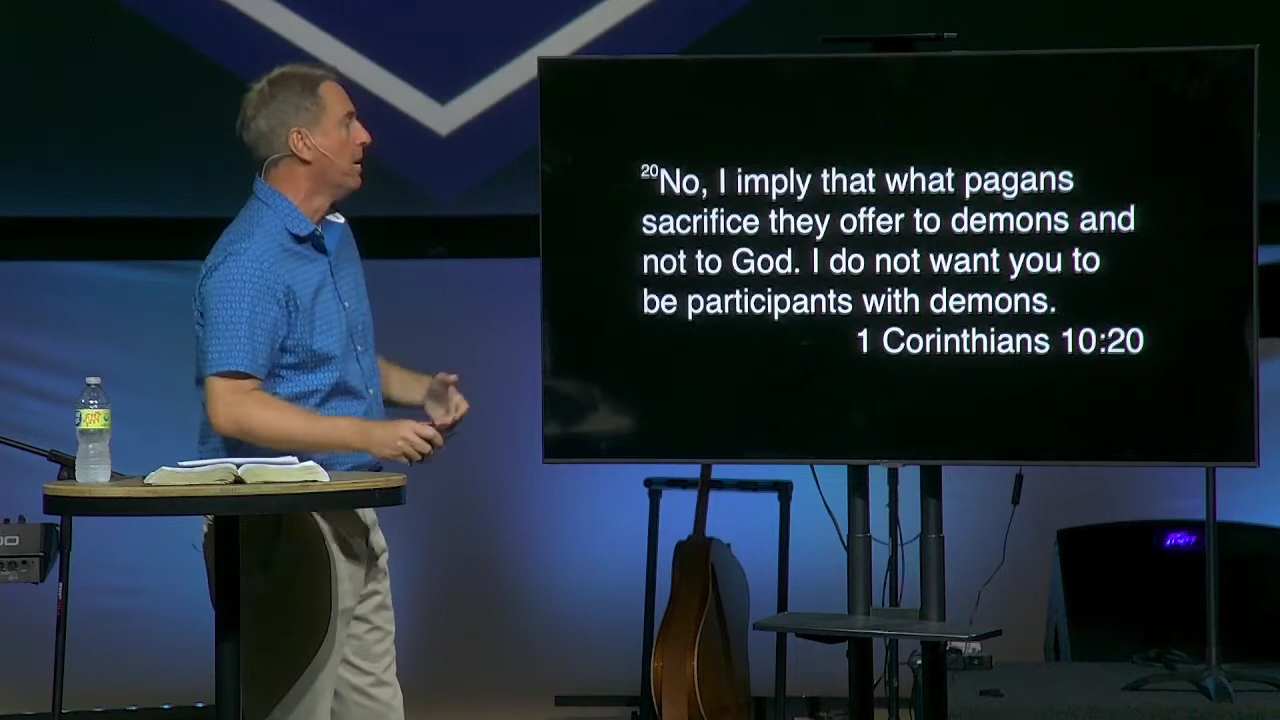 20No, I imply that what pagans
sacrifice they offer to demons and
not to God. I do not want you to
be participants with demons.
1 Corinthians 10:20